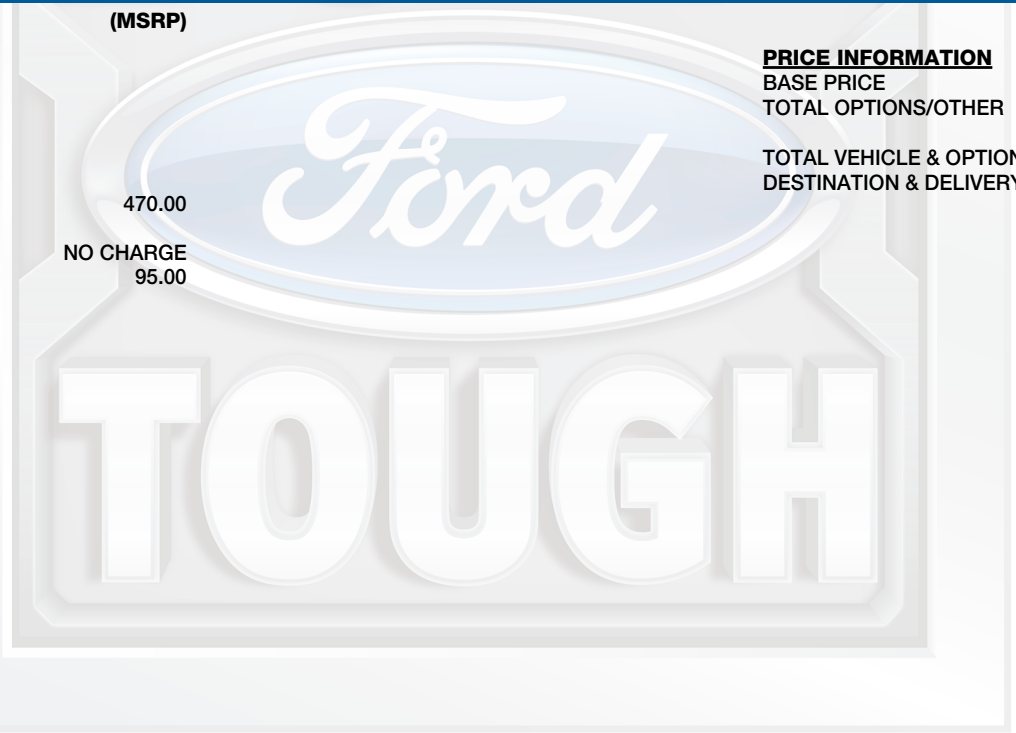 (MSRP)
470.00
NO CHARGE
95.00
PRICE INFORMATION
BASE PRICE
TOTAL OPTIONS/OTHER
TOTAL VEHICLE & OPTION
DESTINATION & DELIVERY
Ford
TOUGH